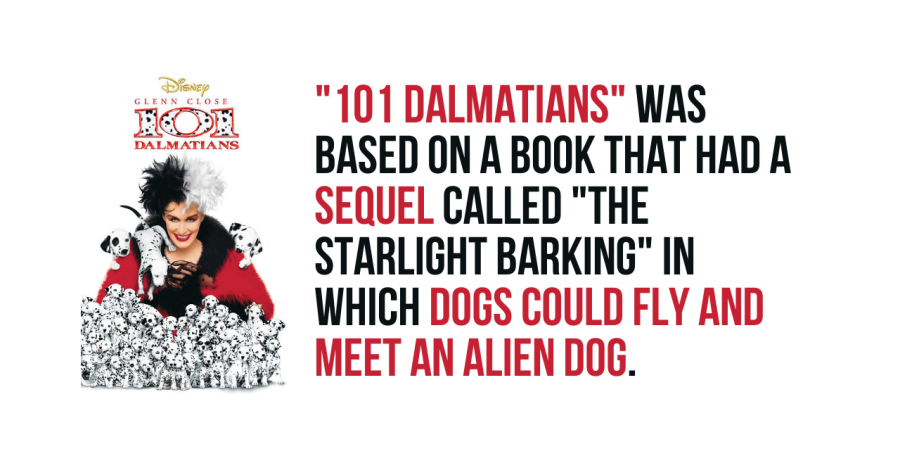 Disney
GLENN CLOSE
101
DALMATIANS
"101 DALMATIANS" WAS
BASED ON A BOOK THAT HAD A
SEQUEL CALLED "THE
STARLIGHT BARKING" IN
WHICH DOGS COULD FLY AND
MEET AN ALIEN DOG.